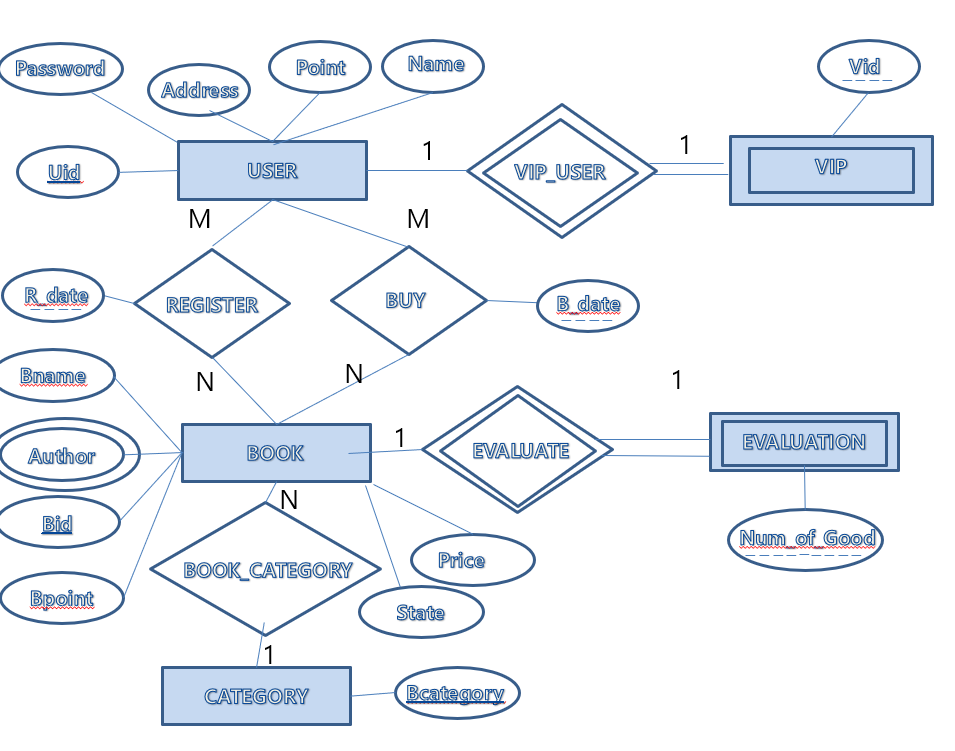 Password
Address
Point
Name
Vid
Uid
USER
1
VIP_USER
1
VIP
M
M
R_date
REGISTER
BUY
B_date
N
N
1
Bname
Author
BOOK
1
EVALUATE
EVALUATION
Bid
N
Num_of_Good
Bpoint
BOOK_CATEGORY
Price
State
1
CATEGORY
Bcategory